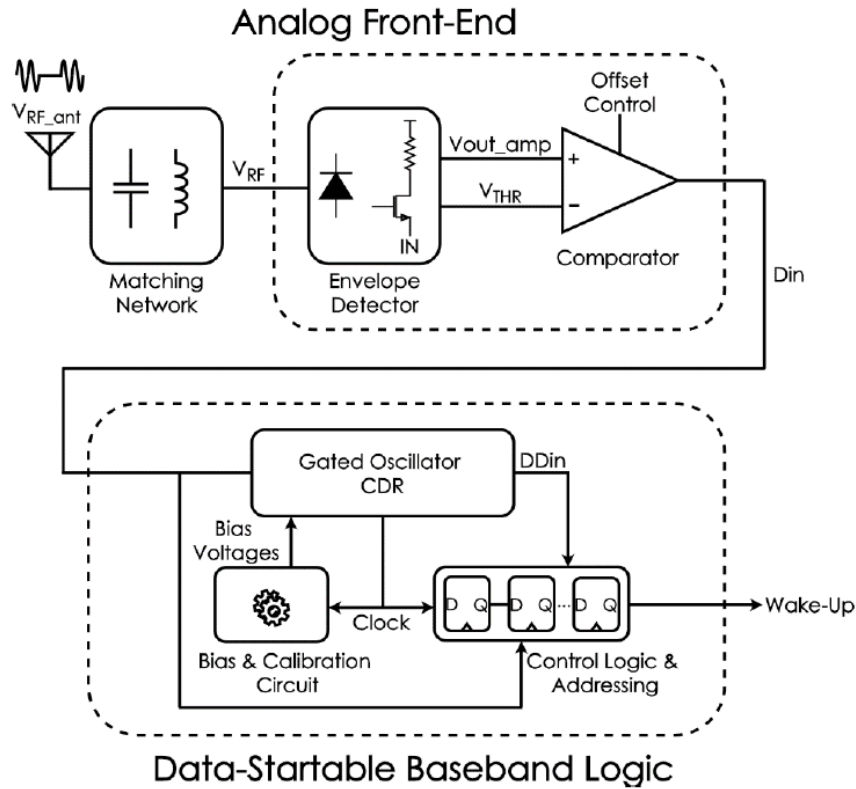 Analog Front-End
V_RF_ant
Offset
Control
Vout_amp
V_RF
V_THR
+
−
IN
Matching
Network
Envelope
Detector
Comparator
Din
Gated Oscillator
CDR
DDin
Bias
Voltages
D Q D Q ... D Q
Clock
Wake-Up
Bias & Calibration
Circuit
Control Logic &
Addressing
Data-Startable Baseband Logic